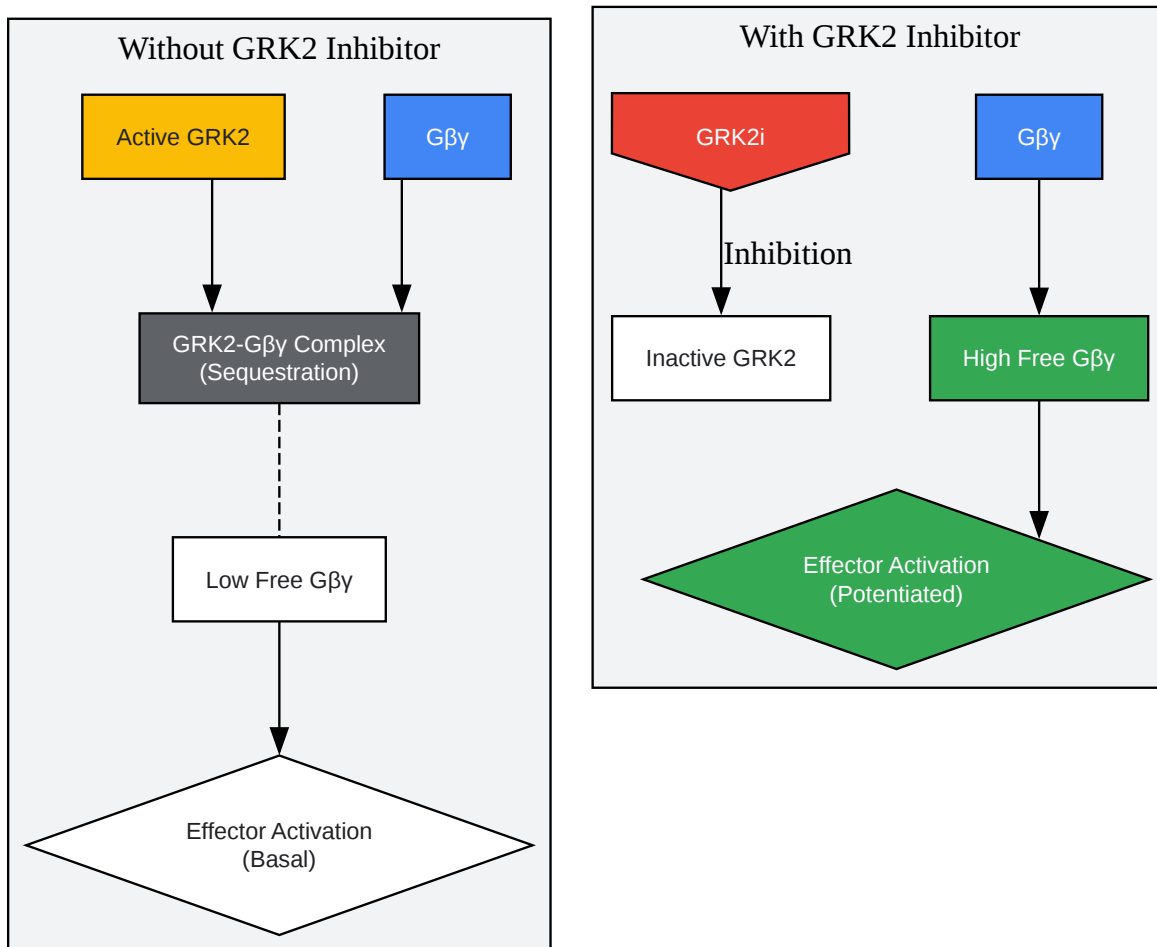 Without GRK2 Inhibitor
Active GRK2
Gβγ
GRK2-Gβγ Complex
(Sequestration)
Low Free Gβγ
Effector Activation
(Basal)
With GRK2 Inhibitor
GRK2i
Gβγ
Inhibition
Inactive GRK2
High Free Gβγ
Effector Activation
(Potentiated)